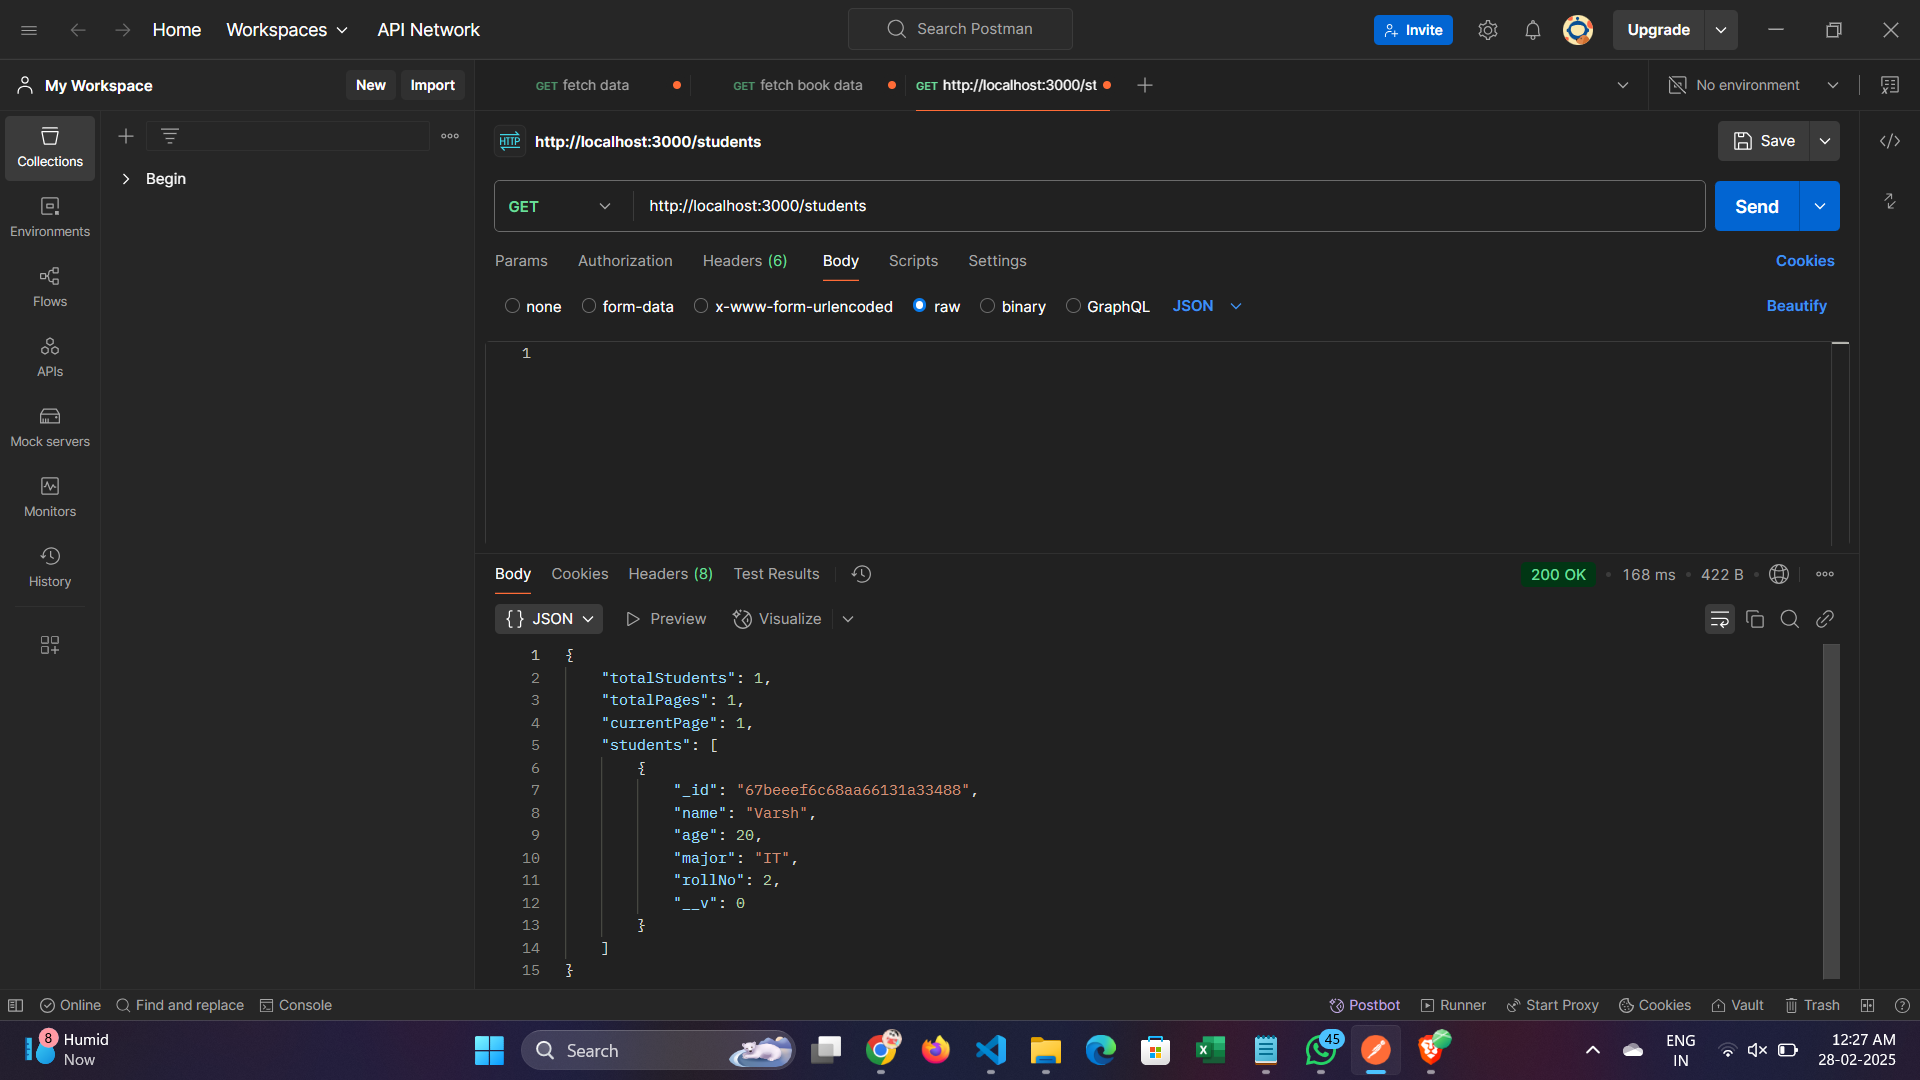 Home Workspaces API Network Search Postman Invite Upgrade
My Workspace New Import GET fetch data GET fetch book data GET http://localhost:3000/st No environment
Collections
Environments
Flows
APIs
Mock servers
Monitors
History
Begin
HTTP http://localhost:3000/students Save
GET http://localhost:3000/students Send
Params Authorization Headers (6) Body Scripts Settings Cookies
none form-data x-www-form-urlencoded raw binary GraphQL JSON Beautify
1
Body Cookies Headers (8) Test Results 200 OK • 168 ms • 422 B •
{} JSON Preview Visualize
1 {
2 "totalStudents": 1,
3 "totalPages": 1,
4 "currentPage": 1,
5 "students": [
6 {
7 "_id": "67beeef6c68aa66131a33488",
8 "name": "Varsh",
9 "age": 20,
10 "major": "IT",
11 "rollNo": 2,
12 "__v": 0
13 }
14 ]
15 }
Online Find and replace Console Postbot Runner Start Proxy Cookies Vault Trash
8 Humid
Now
Search
45
ENG
IN
12:27 AM
28-02-2025